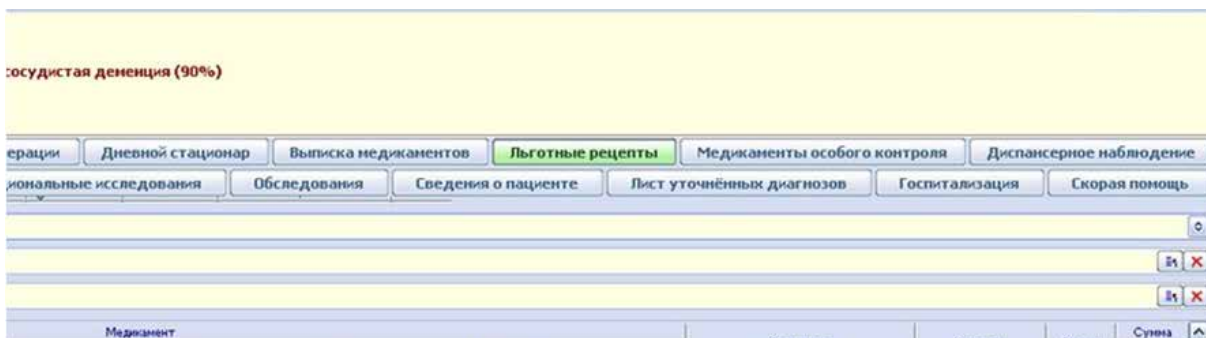 сосудистая деменция (90%)
ерации Дневной стационар Выписка медикаментов Льготные рецепты Медикаменты особого контроля Диспансерное наблюдение
циональные исследования Обследования Сведения о пациенте Лист уточнённых диагнозов Госпитализация Скорая помощь
Медикамент Сумма